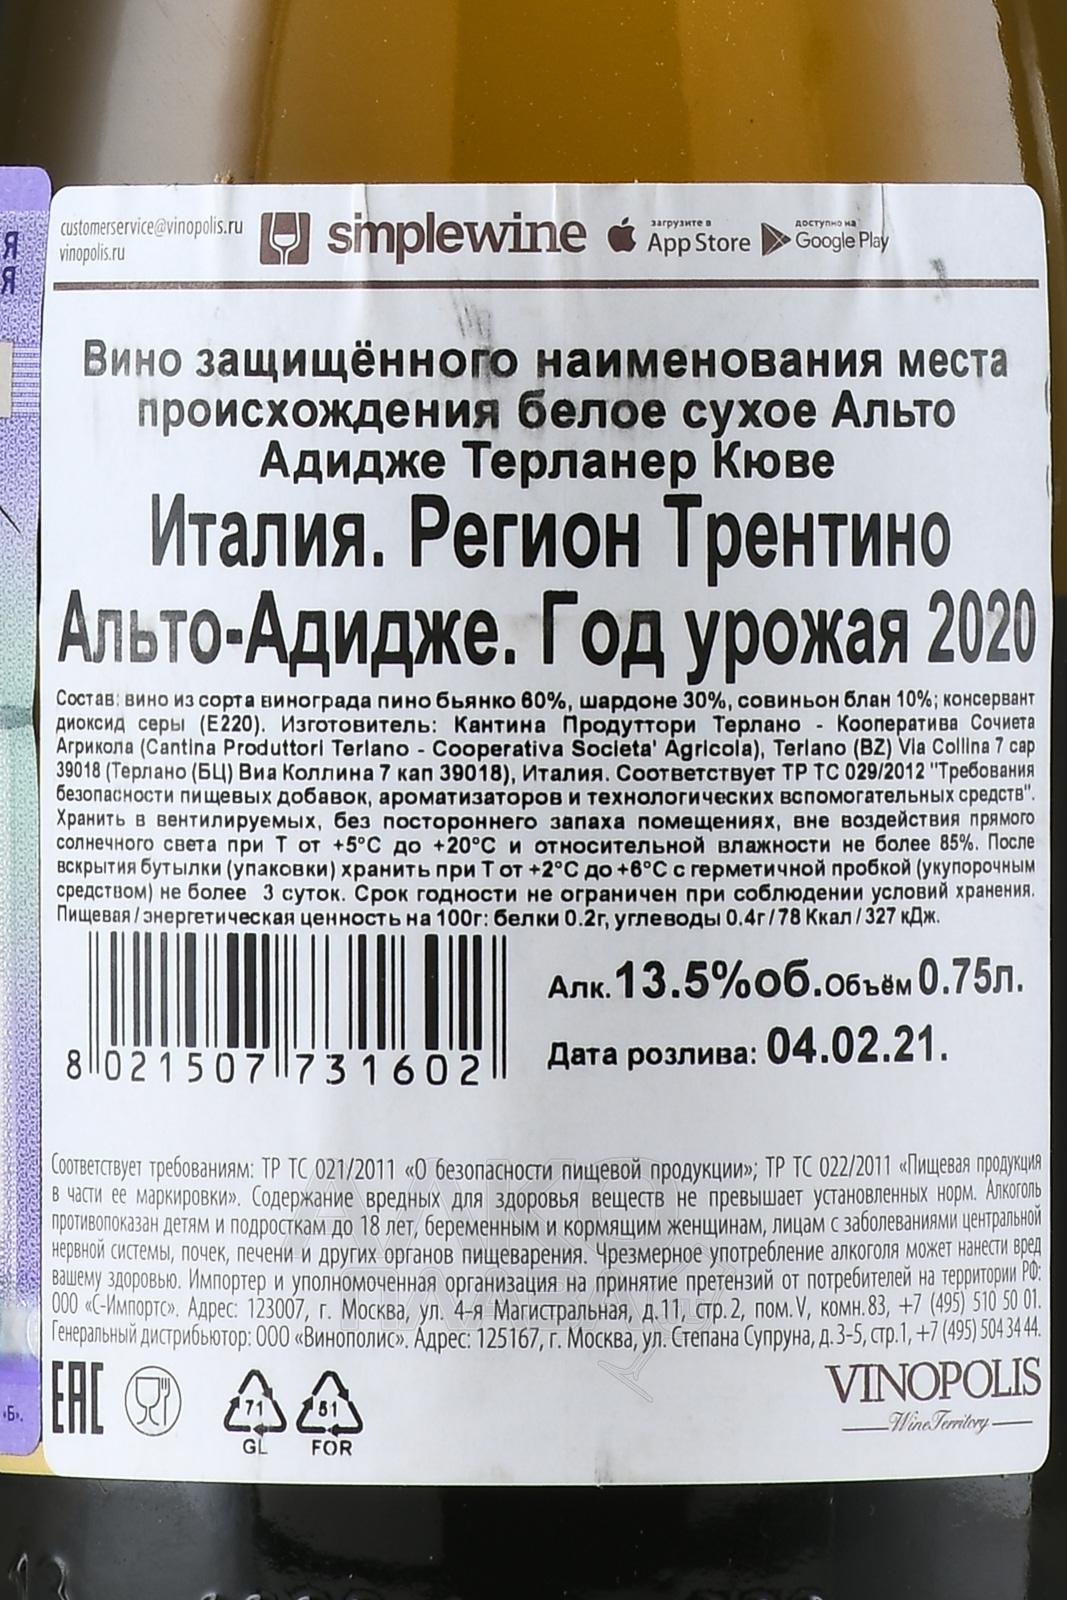 Я
Я
customerservice@vinopolis.ru
vinopolis.ru
simplewine
загрузите в
App Store
доступно на
Google Play
Вино защищённого наименования места
происхождения белое сухое Альто
Адидже Терланер Кюве
Италия. Регион Трентино
Альто-Адидже. Год урожая 2020
Состав: вино из сорта винограда пино бьянко 60%, шардоне 30%, совиньон блан 10%; консервант
диоксид серы (E220). Изготовитель: Кантина Продуттори Терлано - Кооператива Сочиета
Агрикола (Cantina Produttori Terlano - Cooperativa Societa' Agricola), Terlano (BZ) Via Collina 7 cap
39018 (Терлано (БЦ) Виа Коллина 7 кап 39018), Италия. Соответствует ТР ТС 029/2012 "Требования
безопасности пищевых добавок, ароматизаторов и технологических вспомогательных средств".
Хранить в вентилируемых, без постороннего запаха помещениях, вне воздействия прямого
солнечного света при Т от +5°С до +20°С и относительной влажности не более 85%. После
вскрытия бутылки (упаковки) хранить при Т от +2°С до +6°С с герметичной пробкой (укупорочным
средством) не более 3 суток. Срок годности не ограничен при соблюдении условий хранения.
Пищевая / энергетическая ценность на 100г: белки 0.2г, углеводы 0.4г / 78 Ккал / 327 кДж.
8 021507 731602
Алк. 13.5%об. Объём 0.75л.
Дата розлива: 04.02.21.
Соответствует требованиям: ТР ТС 021/2011 «О безопасности пищевой продукции»; ТР ТС 022/2011 «Пищевая продукция
в части ее маркировки». Содержание вредных для здоровья веществ не превышает установленных норм. Алкоголь
противопоказан детям и подросткам до 18 лет, беременным и кормящим женщинам, лицам с заболеваниями центральной
нервной системы, почек, печени и других органов пищеварения. Чрезмерное употребление алкоголя может нанести вред
вашему здоровью. Импортер и уполномоченная организация на принятие претензий от потребителей на территории РФ:
ООО «С-Импортс». Адрес: 123007, г. Москва, ул. 4-я Магистральная, д.11, стр.2, пом.V, комн.83, +7 (495) 510 50 01.
Генеральный дистрибьютор: ООО «Винополис». Адрес: 125167, г. Москва, ул. Степана Супруна, д.3-5, стр.1, +7 (495) 504 34 44.
EAC
71
GL
51
FOR
VINOPOLIS
Wine Territory
«Б».